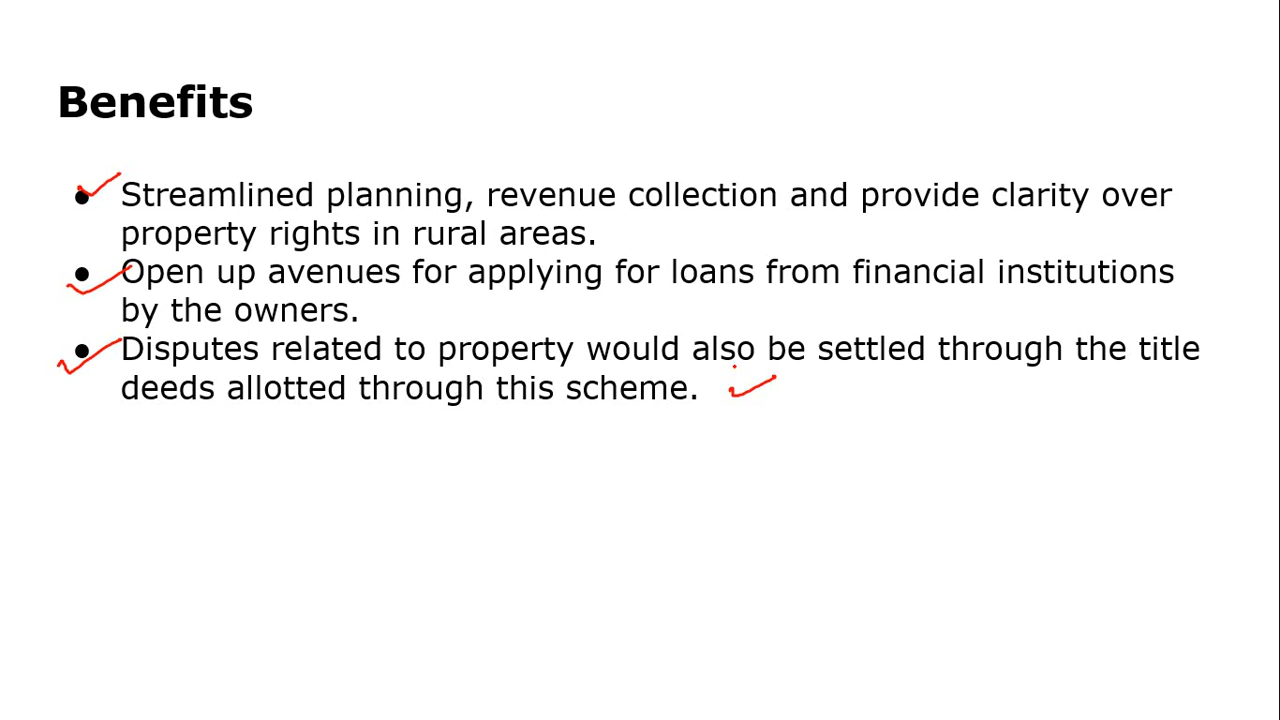 Benefits
● Streamlined planning, revenue collection and provide clarity over
property rights in rural areas.
● Open up avenues for applying for loans from financial institutions
by the owners.
● Disputes related to property would also be settled through the title
deeds allotted through this scheme.